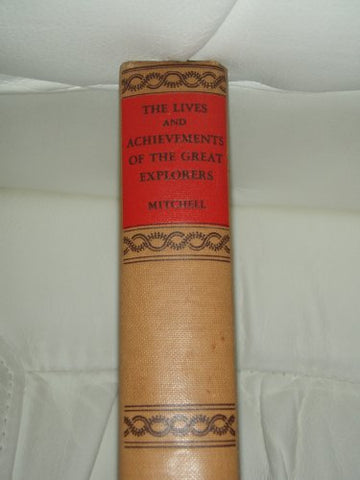 THE LIVES
AND
ACHIEVEMENTS
OF THE GREAT
EXPLORERS
MITCHELL